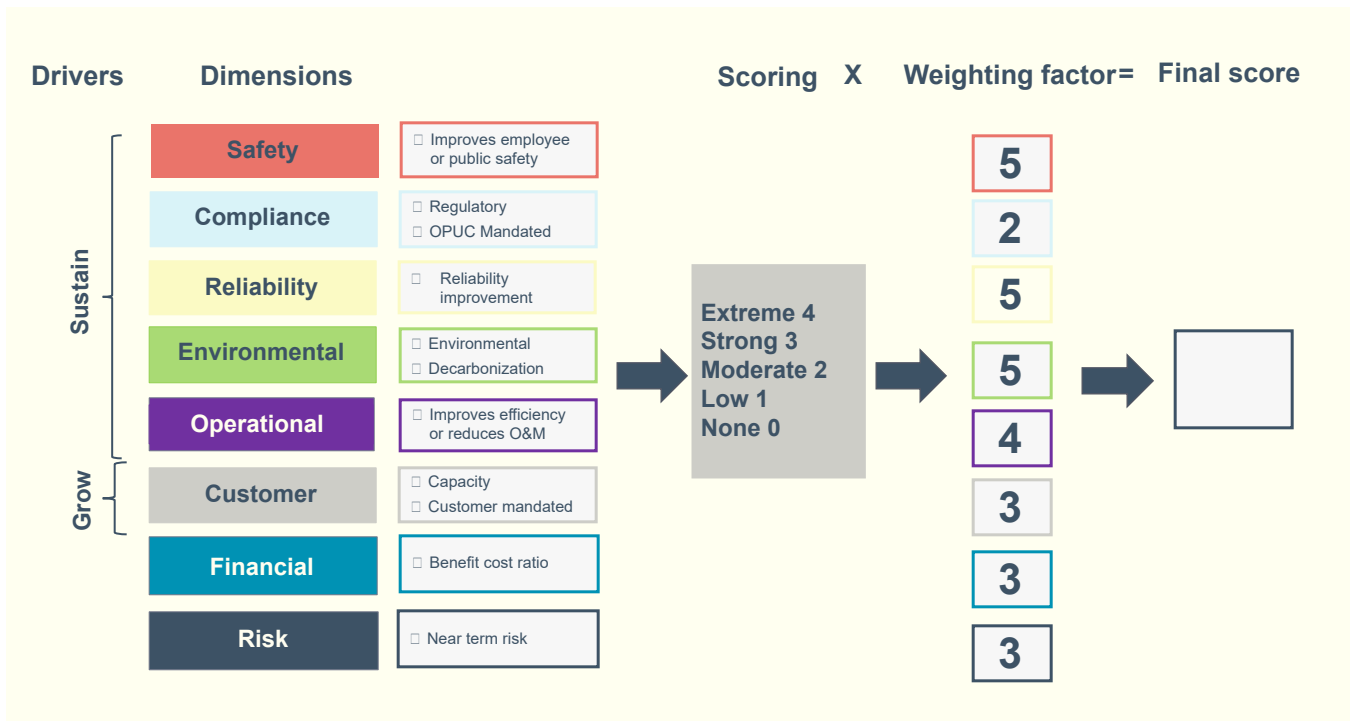 Drivers Dimensions Scoring X Weighting factor= Final score
Sustain
Safety
Improves employee
or public safety
5
Compliance
Regulatory
OPUC Mandated
2
Reliability
Reliability
improvement
5
Environmental
Environmental
Decarbonization
5
Operational
Improves efficiency
or reduces O&M
4
Grow
Customer
Capacity
Customer mandated
3
Financial
Benefit cost ratio
3
Risk
Near term risk
3
Extreme 4
Strong 3
Moderate 2
Low 1
None 0